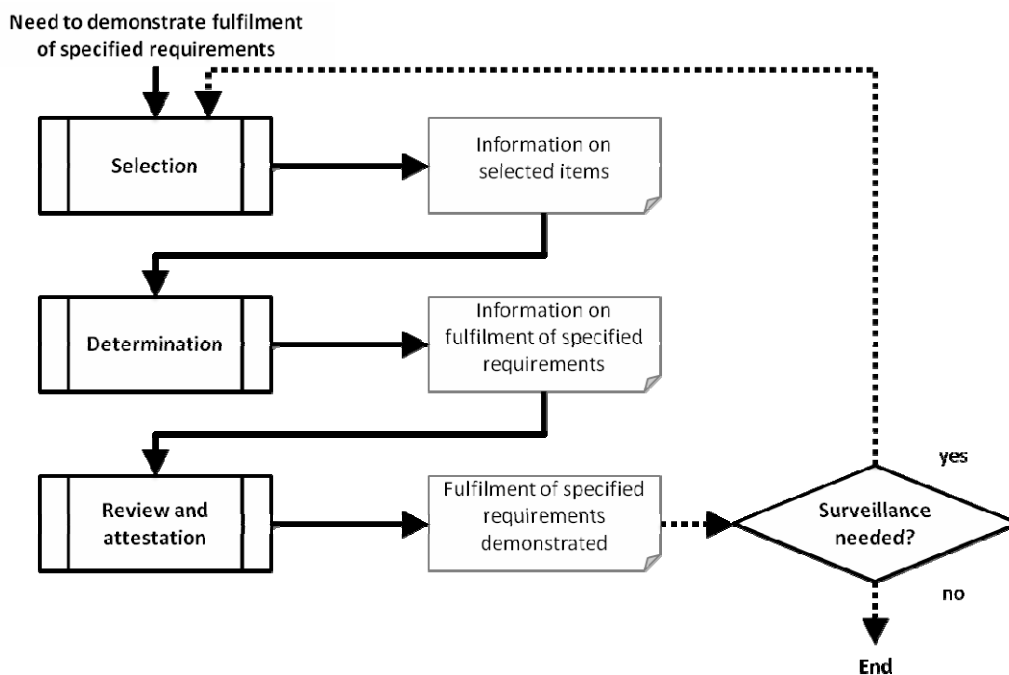 Need to demonstrate fulfilment
of specified requirements
Selection
Information on
selected items
Determination
Information on
fulfilment of specified
requirements
Review and
attestation
Fulfilment of specified
requirements
demonstrated
Surveillance
needed?
yes
no
End